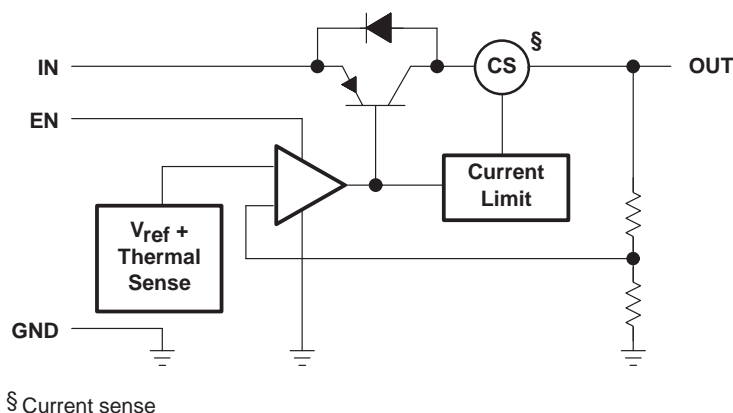 §
IN
CS
OUT
EN
Current
Limit
Vref +
Thermal
Sense
GND
§ Current sense